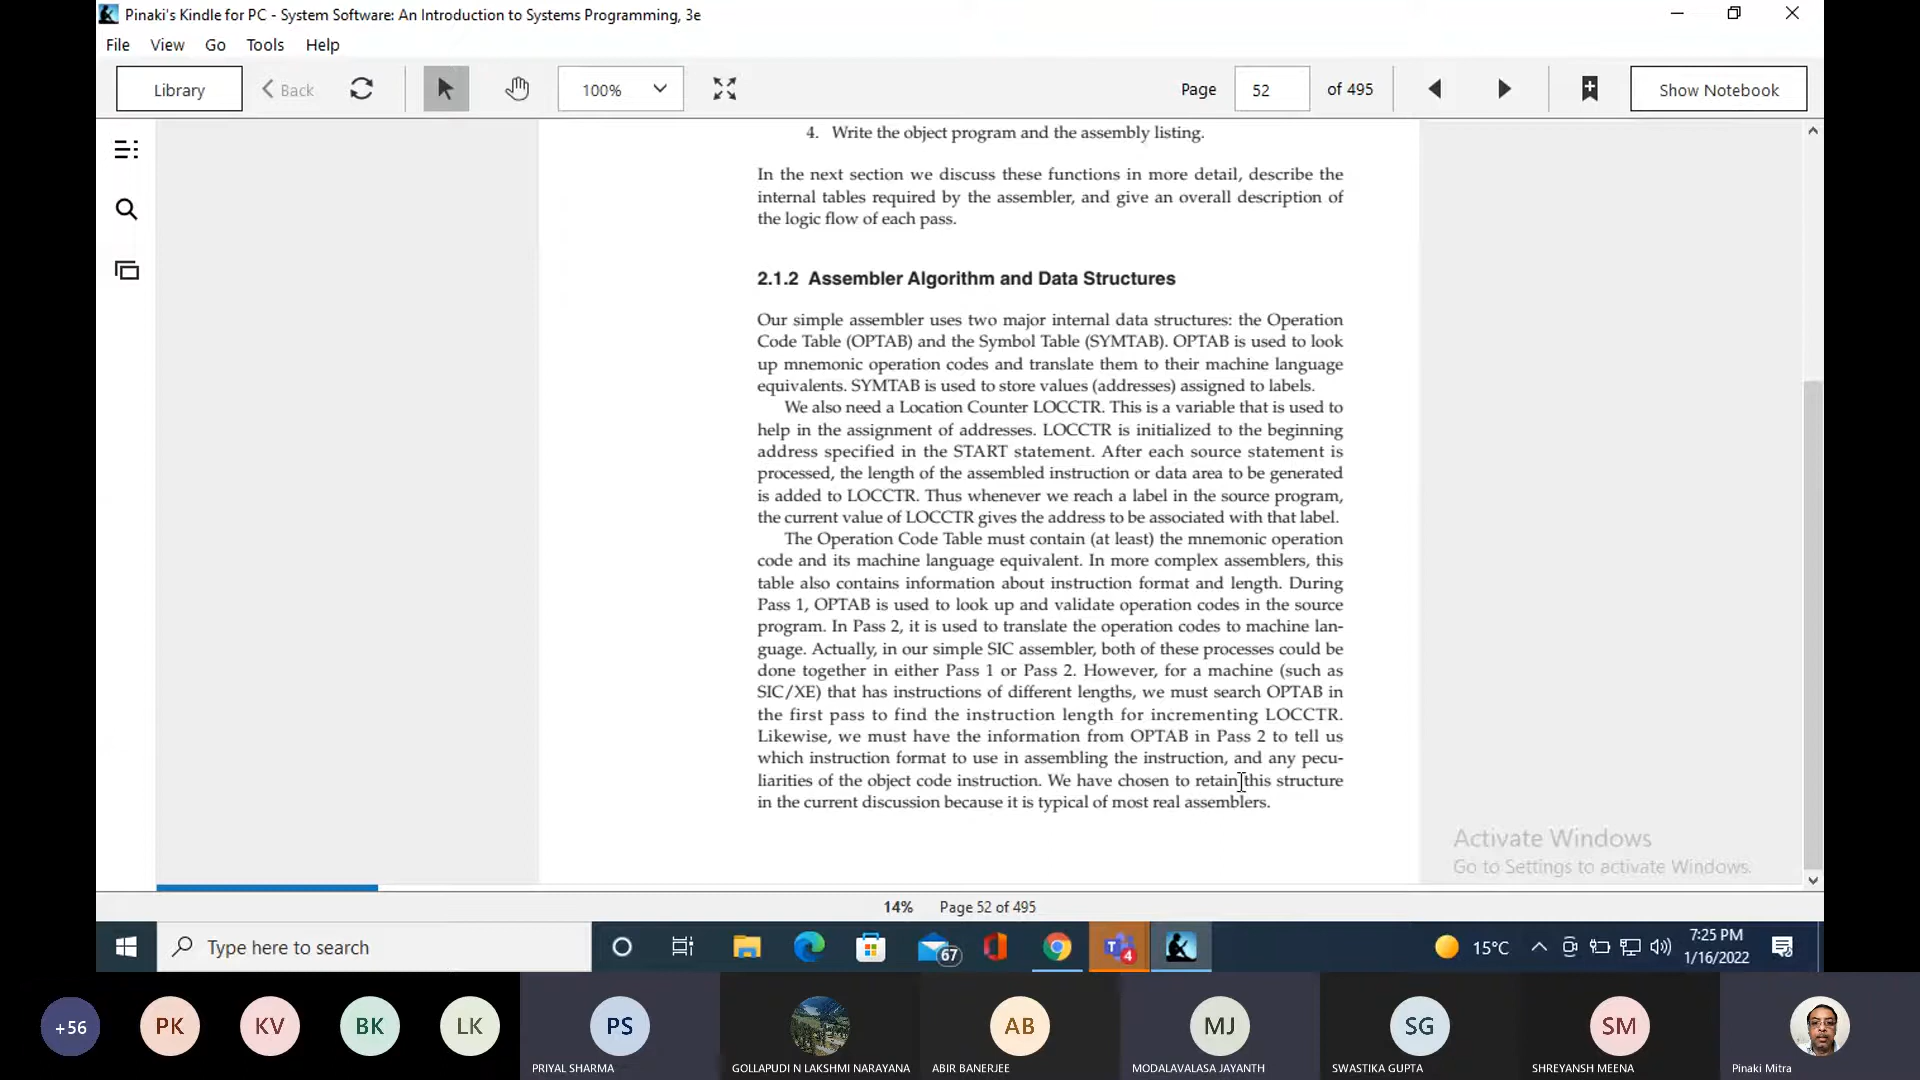 Pinaki's Kindle for PC - System Software: An Introduction to Systems Programming, 3e
File View Go Tools Help
Library Back 100% Page 52 of 495 Show Notebook
4. Write the object program and the assembly listing.
In the next section we discuss these functions in more detail, describe the
internal tables required by the assembler, and give an overall description of
the logic flow of each pass.
2.1.2 Assembler Algorithm and Data Structures
Our simple assembler uses two major internal data structures: the Operation
Code Table (OPTAB) and the Symbol Table (SYMTAB). OPTAB is used to look
up mnemonic operation codes and translate them to their machine language
equivalents. SYMTAB is used to store values (addresses) assigned to labels.
We also need a Location Counter LOCCTR. This is a variable that is used to
help in the assignment of addresses. LOCCTR is initialized to the beginning
address specified in the START statement. After each source statement is
processed, the length of the assembled instruction or data area to be generated
is added to LOCCTR. Thus whenever we reach a label in the source program,
the current value of LOCCTR gives the address to be associated with that label.
The Operation Code Table must contain (at least) the mnemonic operation
code and its machine language equivalent. In more complex assemblers, this
table also contains information about instruction format and length. During
Pass 1, OPTAB is used to look up and validate operation codes in the source
program. In Pass 2, it is used to translate the operation codes to machine lan-
guage. Actually, in our simple SIC assembler, both of these processes could be
done together in either Pass 1 or Pass 2. However, for a machine (such as
SIC/XE) that has instructions of different lengths, we must search OPTAB in
the first pass to find the instruction length for incrementing LOCCTR.
Likewise, we must have the information from OPTAB in Pass 2 to tell us
which instruction format to use in assembling the instruction, and any pecu-
liarities of the object code instruction. We have chosen to retain this structure
in the current discussion because it is typical of most real assemblers.
Activate Windows
Go to Settings to activate Windows.
14% Page 52 of 495
Type here to search 67 4 15°C 7:25 PM
1/16/2022
+56 PK KV BK LK PS AB MJ SG SM
PRIYAL SHARMA GOLLAPUDI N LAKSHMI NARAYANA ABIR BANERJEE MODALAVALASA JAYANTH SWASTIKA GUPTA SHREYANSH MEENA Pinaki Mitra